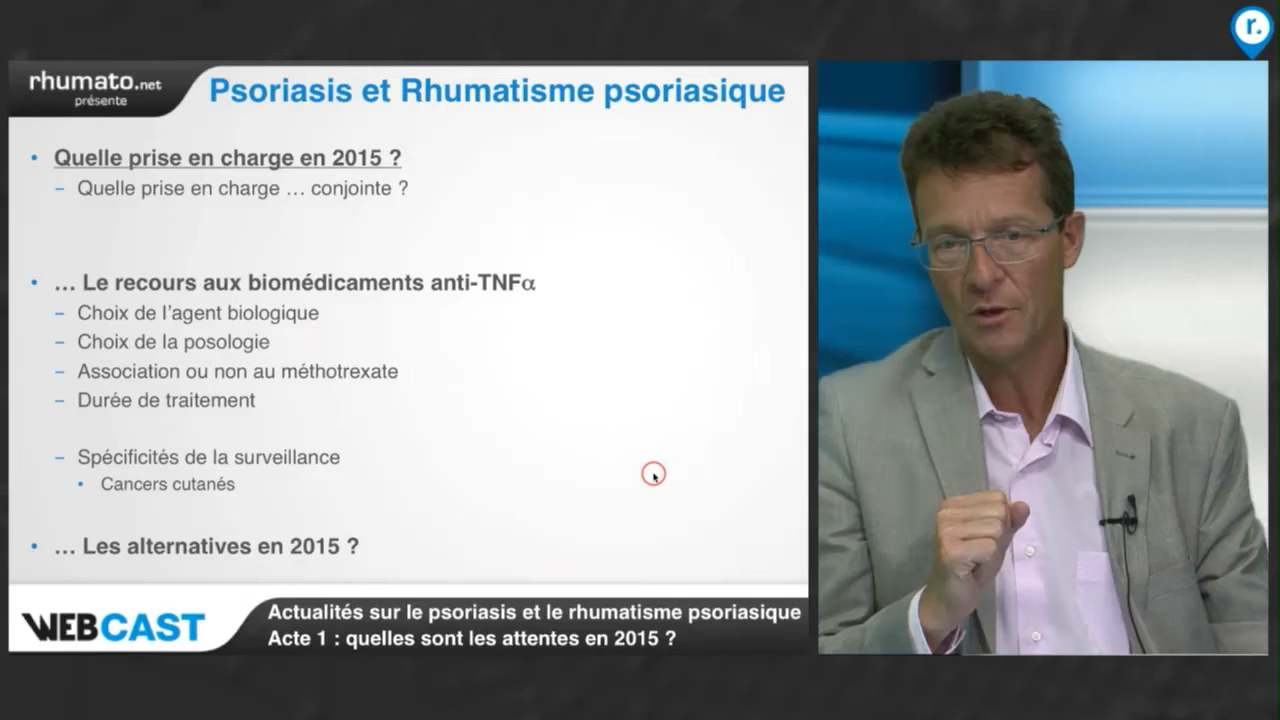 r.
rhumato.net
présente
Psoriasis et Rhumatisme psoriasique
• Quelle prise en charge en 2015 ?
– Quelle prise en charge … conjointe ?
• … Le recours aux biomédicaments anti-TNFα
– Choix de l’agent biologique
– Choix de la posologie
– Association ou non au méthotrexate
– Durée de traitement
– Spécificités de la surveillance
• Cancers cutanés
• … Les alternatives en 2015 ?
WEBCAST
Actualités sur le psoriasis et le rhumatisme psoriasique
Acte 1 : quelles sont les attentes en 2015 ?